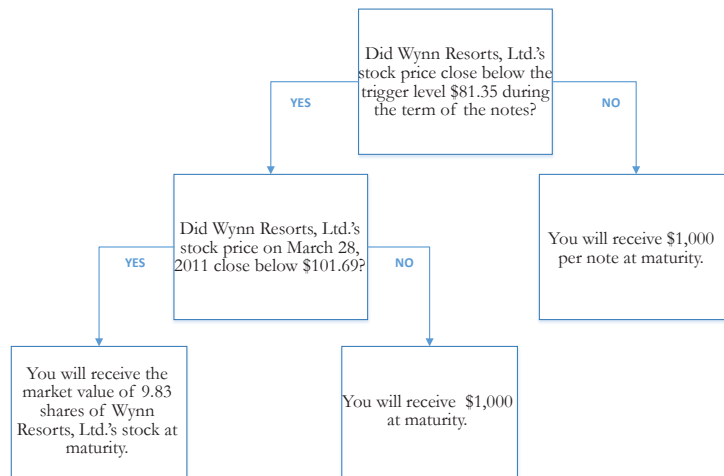 Did Wynn Resorts, Ltd.'s
stock price close below the
trigger level $81.35 during
the term of the notes?
YES
NO
Did Wynn Resorts, Ltd.'s
stock price on March 28,
2011 close below $101.69?
You will receive $1,000
per note at maturity.
YES
NO
You will receive the
market value of 9.83
shares of Wynn
Resorts, Ltd.'s stock at
maturity.
You will receive $1,000
at maturity.